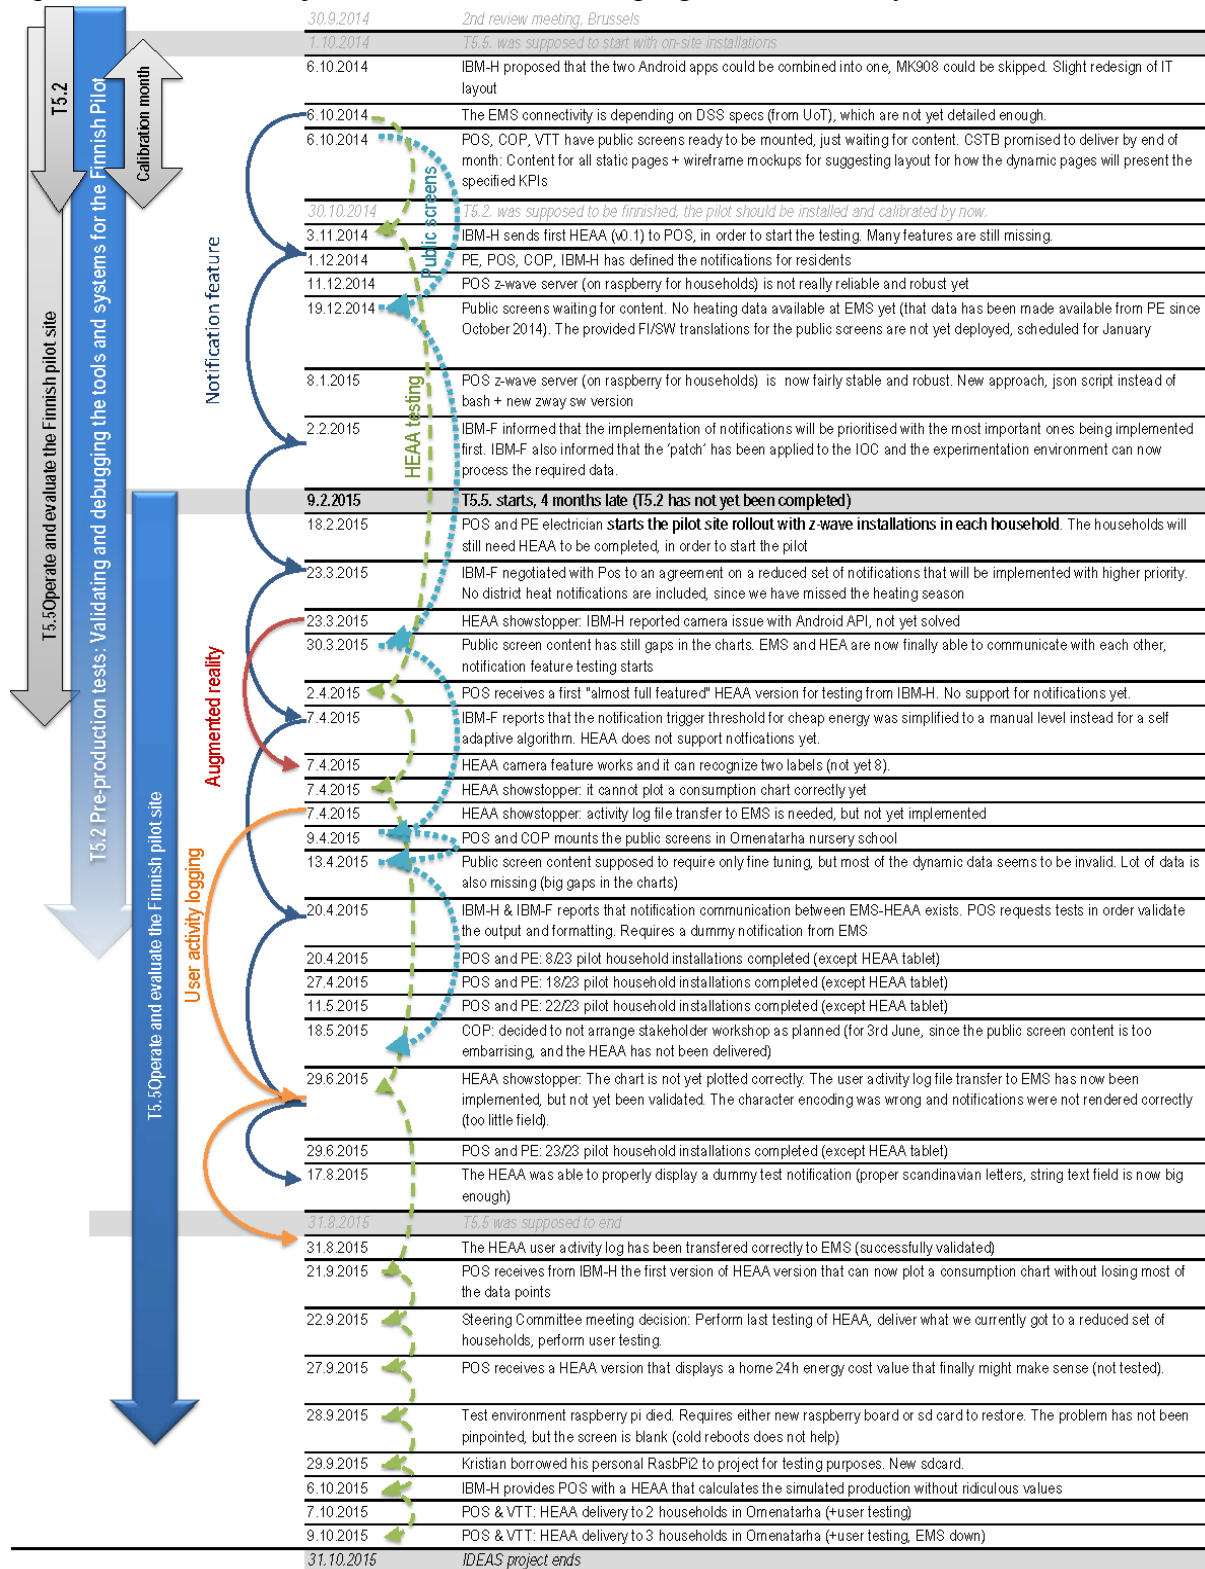 30.9.2014 2nd review meeting, Brussels
1.10.2014 T5.5. was supposed to start with on-site installations
6.10.2014 IBM-H proposed that the two Android apps could be combined into one, MK908 could be skipped. Slight redesign of IT
layout
6.10.2014 The EMS connectivity is depending on DSS specs (from UoT), which are not yet detailed enough.
6.10.2014 POS, COP, VTT have public screens ready to be mounted, just waiting for content. CSTB promised to deliver by end of
month: Content for all static pages + wireframe mockups for suggesting layout for how the dynamic pages will present the
specified KPIs
30.10.2014 T5.2. was supposed to be finnished, the pilot should be installed and calibrated by now.
3.11.2014 IBM-H sends first HEAA (v0.1) to POS, in order to start the testing. Many features are still missing.
1.12.2014 PE, POS, COP, IBM-H has defined the notifications for residents
11.12.2014 POS z-wave server (on raspberry for households) is not really reliable and robust yet
19.12.2014 Public screens waiting for content. No heating data available at EMS yet (that data has been made available from PE since
October 2014). The provided FI/SW translations for the public screens are not yet deployed, scheduled for January
8.1.2015 POS z-wave server (on raspberry for households) is now fairly stable and robust. New approach, json script instead of
bash + new zway sw version
2.2.2015 IBM-F informed that the implementation of notifications will be prioritised with the most important ones being implemented
first. IBM-F also informed that the 'patch' has been applied to the IOC and the experimentation environment can now
process the required data.
9.2.2015 T5.5. starts, 4 months late (T5.2 has not yet been completed)
18.2.2015 POS and PE electrician starts the pilot site rollout with z-wave installations in each household. The households will
still need HEAA to be completed, in order to start the pilot
23.3.2015 IBM-F negotiated with Pos to an agreement on a reduced set of notifications that will be implemented with higher priority.
No district heat notifications are included, since we have missed the heating season
23.3.2015 HEAA showstopper: IBM-H reported camera issue with Android API, not yet solved
30.3.2015 Public screen content has still gaps in the charts. EMS and HEA are now finally able to communicate with each other,
notification feature testing starts
2.4.2015 POS receives a first "almost full featured" HEAA version for testing from IBM-H. No support for notifications yet.
7.4.2015 IBM-F reports that the notification trigger threshold for cheap energy was simplified to a manual level instead for a self
adaptive algorithm. HEAA does not support notfications yet.
7.4.2015 HEAA camera feature works and it can recognize two labels (not yet 8).
7.4.2015 HEAA showstopper: it cannot plot a consumption chart correctly yet
7.4.2015 HEAA showstopper: activity log file transfer to EMS is needed, but not yet implemented
9.4.2015 POS and COP mounts the public screens in Omenatarha nursery school
13.4.2015 Public screen content supposed to require only fine tuning, but most of the dynamic data seems to be invalid. Lot of data is
also missing (big gaps in the charts)
20.4.2015 IBM-H & IBM-F reports that notification communication between EMS-HEAA exists. POS requests tests in order validate
the output and formatting. Requires a dummy notification from EMS
20.4.2015 POS and PE: 8/23 pilot household installations completed (except HEAA tablet)
27.4.2015 POS and PE: 18/23 pilot household installations completed (except HEAA tablet)
11.5.2015 POS and PE: 22/23 pilot household installations completed (except HEAA tablet)
18.5.2015 COP: decided to not arrange stakeholder workshop as planned (for 3rd June, since the public screen content is too
embarrising, and the HEAA has not been delivered)
29.6.2015 HEAA showstopper: The chart is not yet plotted correctly. The user activity log file transfer to EMS has now been
implemented, but not yet been validated. The character encoding was wrong and notifications were not rendered correctly
(too little field).
29.6.2015 POS and PE: 23/23 pilot household installations completed (except HEAA tablet)
17.8.2015 The HEAA was able to properly display a dummy test notification (proper scandinavian letters, string text field is now big
enough)
31.8.2015 T5.5 was supposed to end
31.8.2015 The HEAA user activity log has been transfered correctly to EMS (successfully validated)
21.9.2015 POS receives from IBM-H the first version of HEAA version that can now plot a consumption chart without losing most of
the data points
22.9.2015 Steering Committee meeting decision: Perform last testing of HEAA, deliver what we currently got to a reduced set of
households, perform user testing.
27.9.2015 POS receives a HEAA version that displays a home 24h energy cost value that finally might make sense (not tested).
28.9.2015 Test environment raspberry pi died. Requires either new raspberry board or sd card to restore. The problem has not been
pinpointed, but the screen is blank (cold reboots does not help)
29.9.2015 Kristian borrowed his personal RasbPi2 to project for testing purposes. New sdcard.
6.10.2015 IBM-H provides POS with a HEAA that calculates the simulated production without ridiculous values
7.10.2015 POS & VTT: HEAA delivery to 2 households in Omenatarha (+user testing)
9.10.2015 POS & VTT: HEAA delivery to 3 households in Omenatarha (+user testing, EMS down)
31.10.2015 IDEAS project ends
T5.2
Calibration month
T5.5Operate and evaluate the Finnish pilot site
T5.2 Pre-production tests: Validating and debugging the tools and systems for the Finnish Pilot
T5.5Operate and evaluate the Finnish pilot site
Notification feature
Public screens
HEAA testing
Augmented reality
User activity logging